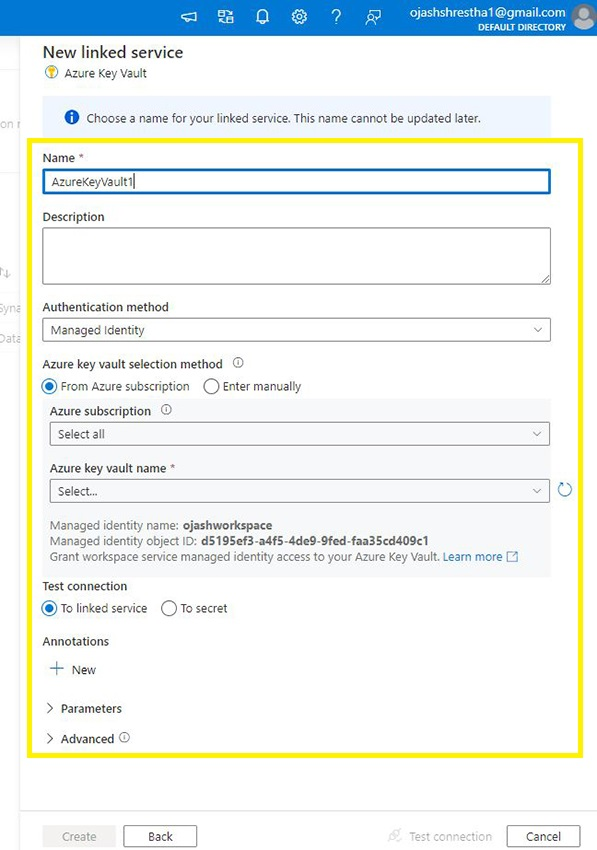 ojashshrestha1@gmail.com
DEFAULT DIRECTORY
New linked service
Azure Key Vault
Choose a name for your linked service. This name cannot be updated later.
on r
Name *
AzureKeyVault1
Description
Syna
Data
Authentication method
Managed Identity
Azure key vault selection method
From Azure subscription Enter manually
Azure subscription
Select all
Azure key vault name *
Select...
Managed identity name: ojashworkspace
Managed identity object ID: d5195ef3-a4f5-4de9-9fed-faa35cd409c1
Grant workspace service managed identity access to your Azure Key Vault. Learn more
Test connection
To linked service To secret
Annotations
+ New
Parameters
Advanced
Create Back Test connection Cancel